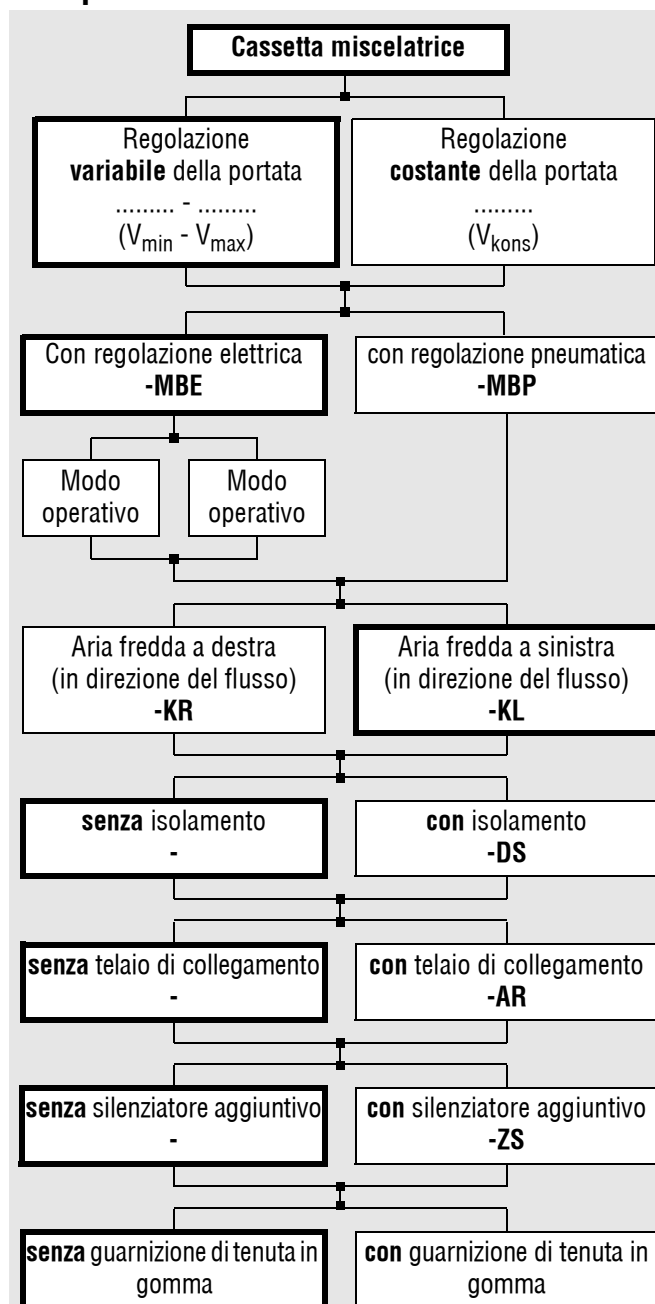 Cassetta miscelatrice
Regolazione
variabile della portata
......... - .........
(Vmin - Vmax)
Regolazione
costante della portata
.........
(Vkons)
Con regolazione elettrica
-MBE
con regolazione pneumatica
-MBP
Modo
operativo
Modo
operativo
Aria fredda a destra
(in direzione del flusso)
-KR
Aria fredda a sinistra
(in direzione del flusso)
-KL
senza isolamento
-
con isolamento
-DS
senza telaio di collegamento
-
con telaio di collegamento
-AR
senza silenziatore aggiuntivo
-
con silenziatore aggiuntivo
-ZS
senza guarnizione di tenuta in
gomma
con guarnizione di tenuta in
gomma